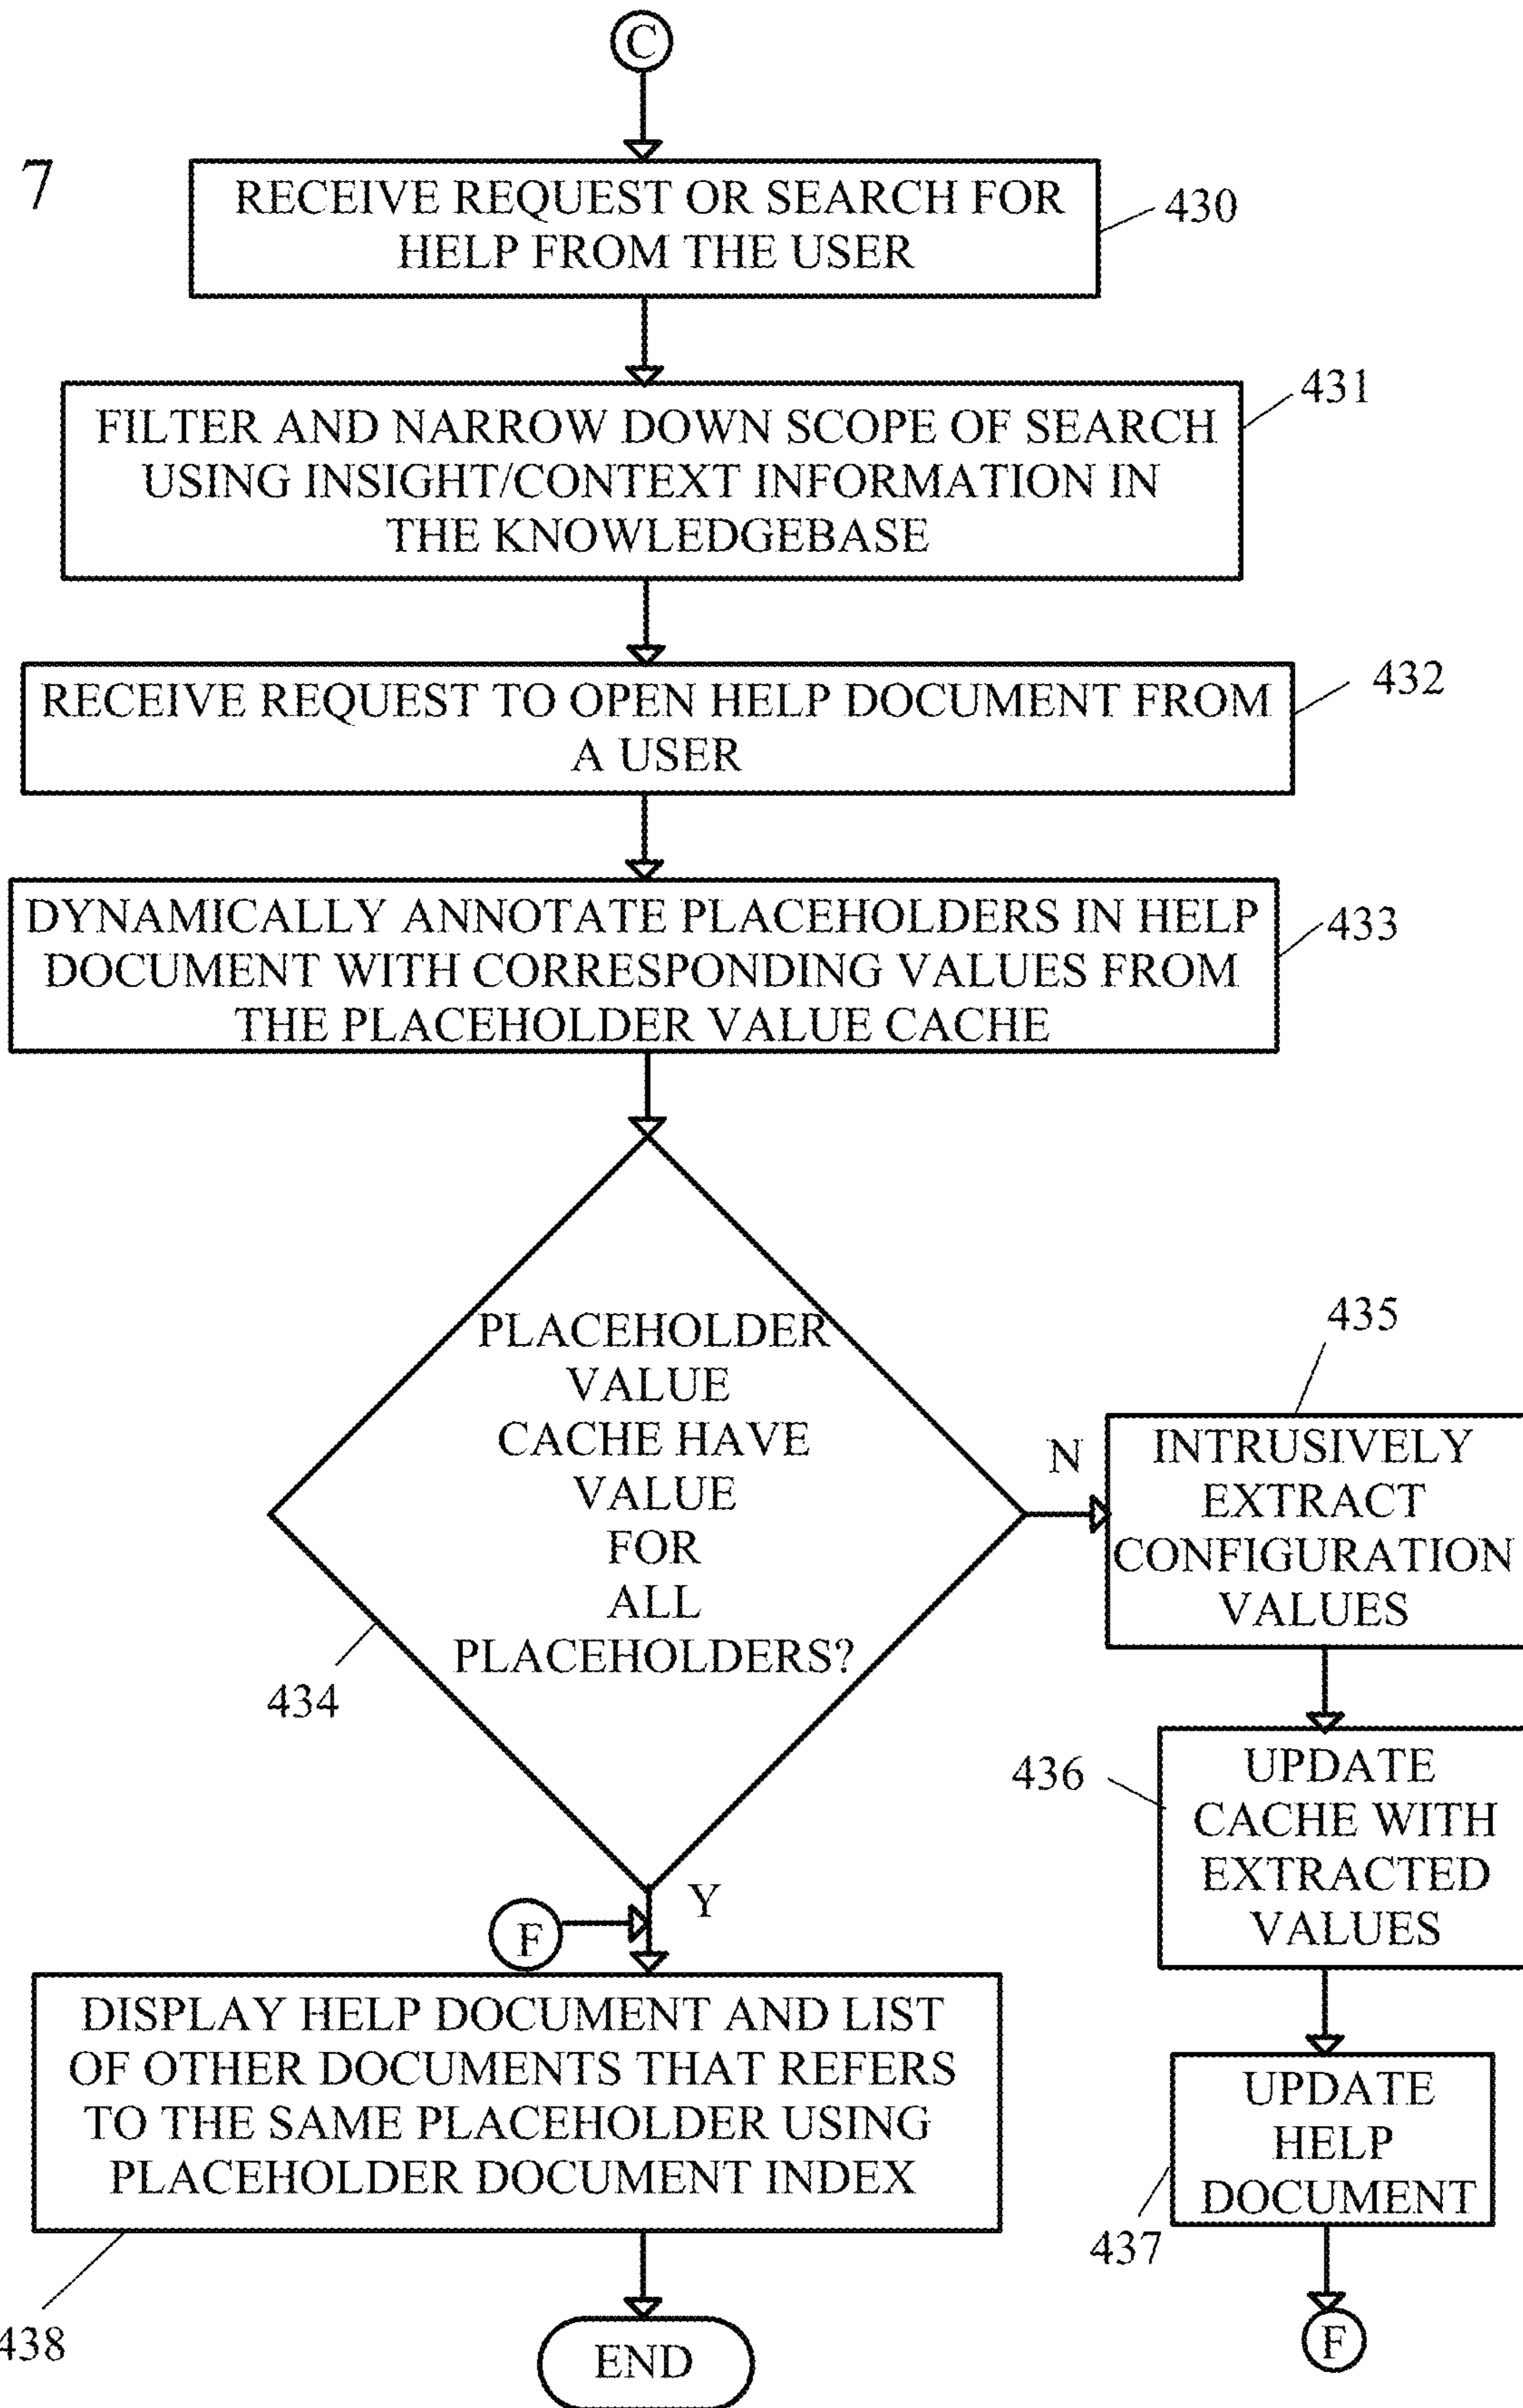 C
7
RECEIVE REQUEST OR SEARCH FOR
HELP FROM THE USER
430
FILTER AND NARROW DOWN SCOPE OF SEARCH
USING INSIGHT/CONTEXT INFORMATION IN
THE KNOWLEDGEBASE
431
RECEIVE REQUEST TO OPEN HELP DOCUMENT FROM
A USER
432
DYNAMICALLY ANNOTATE PLACEHOLDERS IN HELP
DOCUMENT WITH CORRESPONDING VALUES FROM
THE PLACEHOLDER VALUE CACHE
433
PLACEHOLDER
VALUE
CACHE HAVE
VALUE
FOR
ALL
PLACEHOLDERS?
434
N
435
INTRUSIVELY
EXTRACT
CONFIGURATION
VALUES
436
UPDATE
CACHE WITH
EXTRACTED
VALUES
437
UPDATE
HELP
DOCUMENT
F
Y
F
DISPLAY HELP DOCUMENT AND LIST
OF OTHER DOCUMENTS THAT REFERS
TO THE SAME PLACEHOLDER USING
PLACEHOLDER DOCUMENT INDEX
438
END